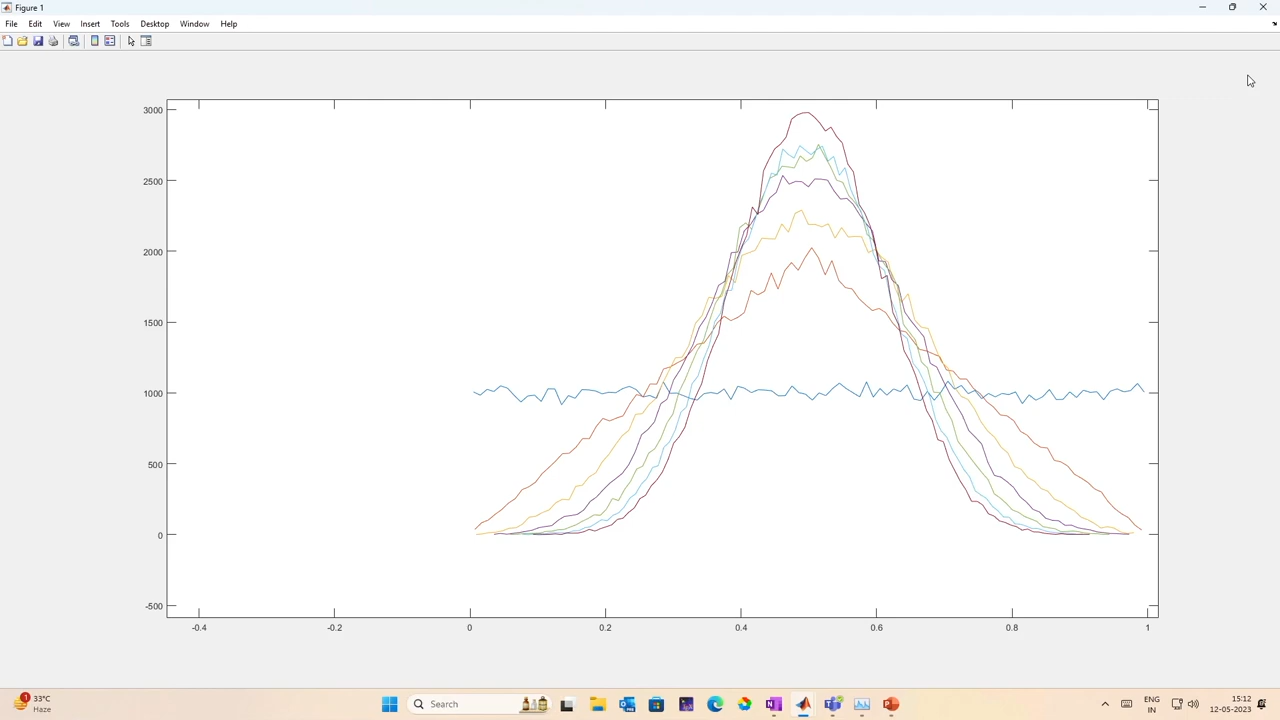 Figure 1
File Edit View Insert Tools Desktop Window Help
3000
2500
2000
1500
1000
500
0
-500
-0.4 -0.2 0 0.2 0.4 0.6 0.8 1
1
33°C
Haze
Search
ENG
IN
15:12
12-05-2023